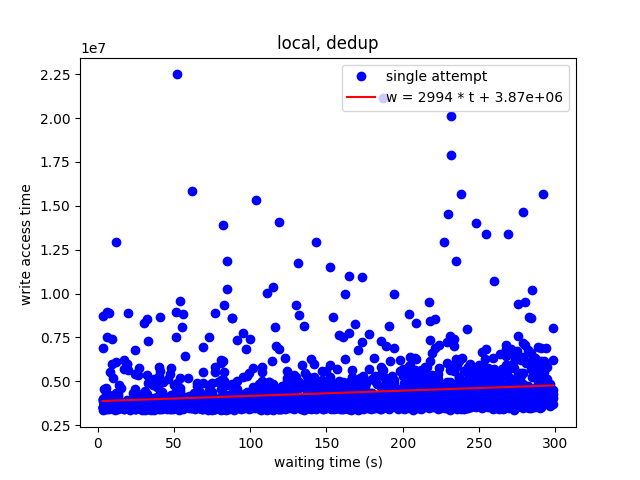 local, dedup
1e7
single attempt
w = 2994 * t + 3.87e+06
2.25
2.00
1.75
1.50
1.25
1.00
0.75
0.50
0.25
write access time
0 50 100 150 200 250 300
waiting time (s)